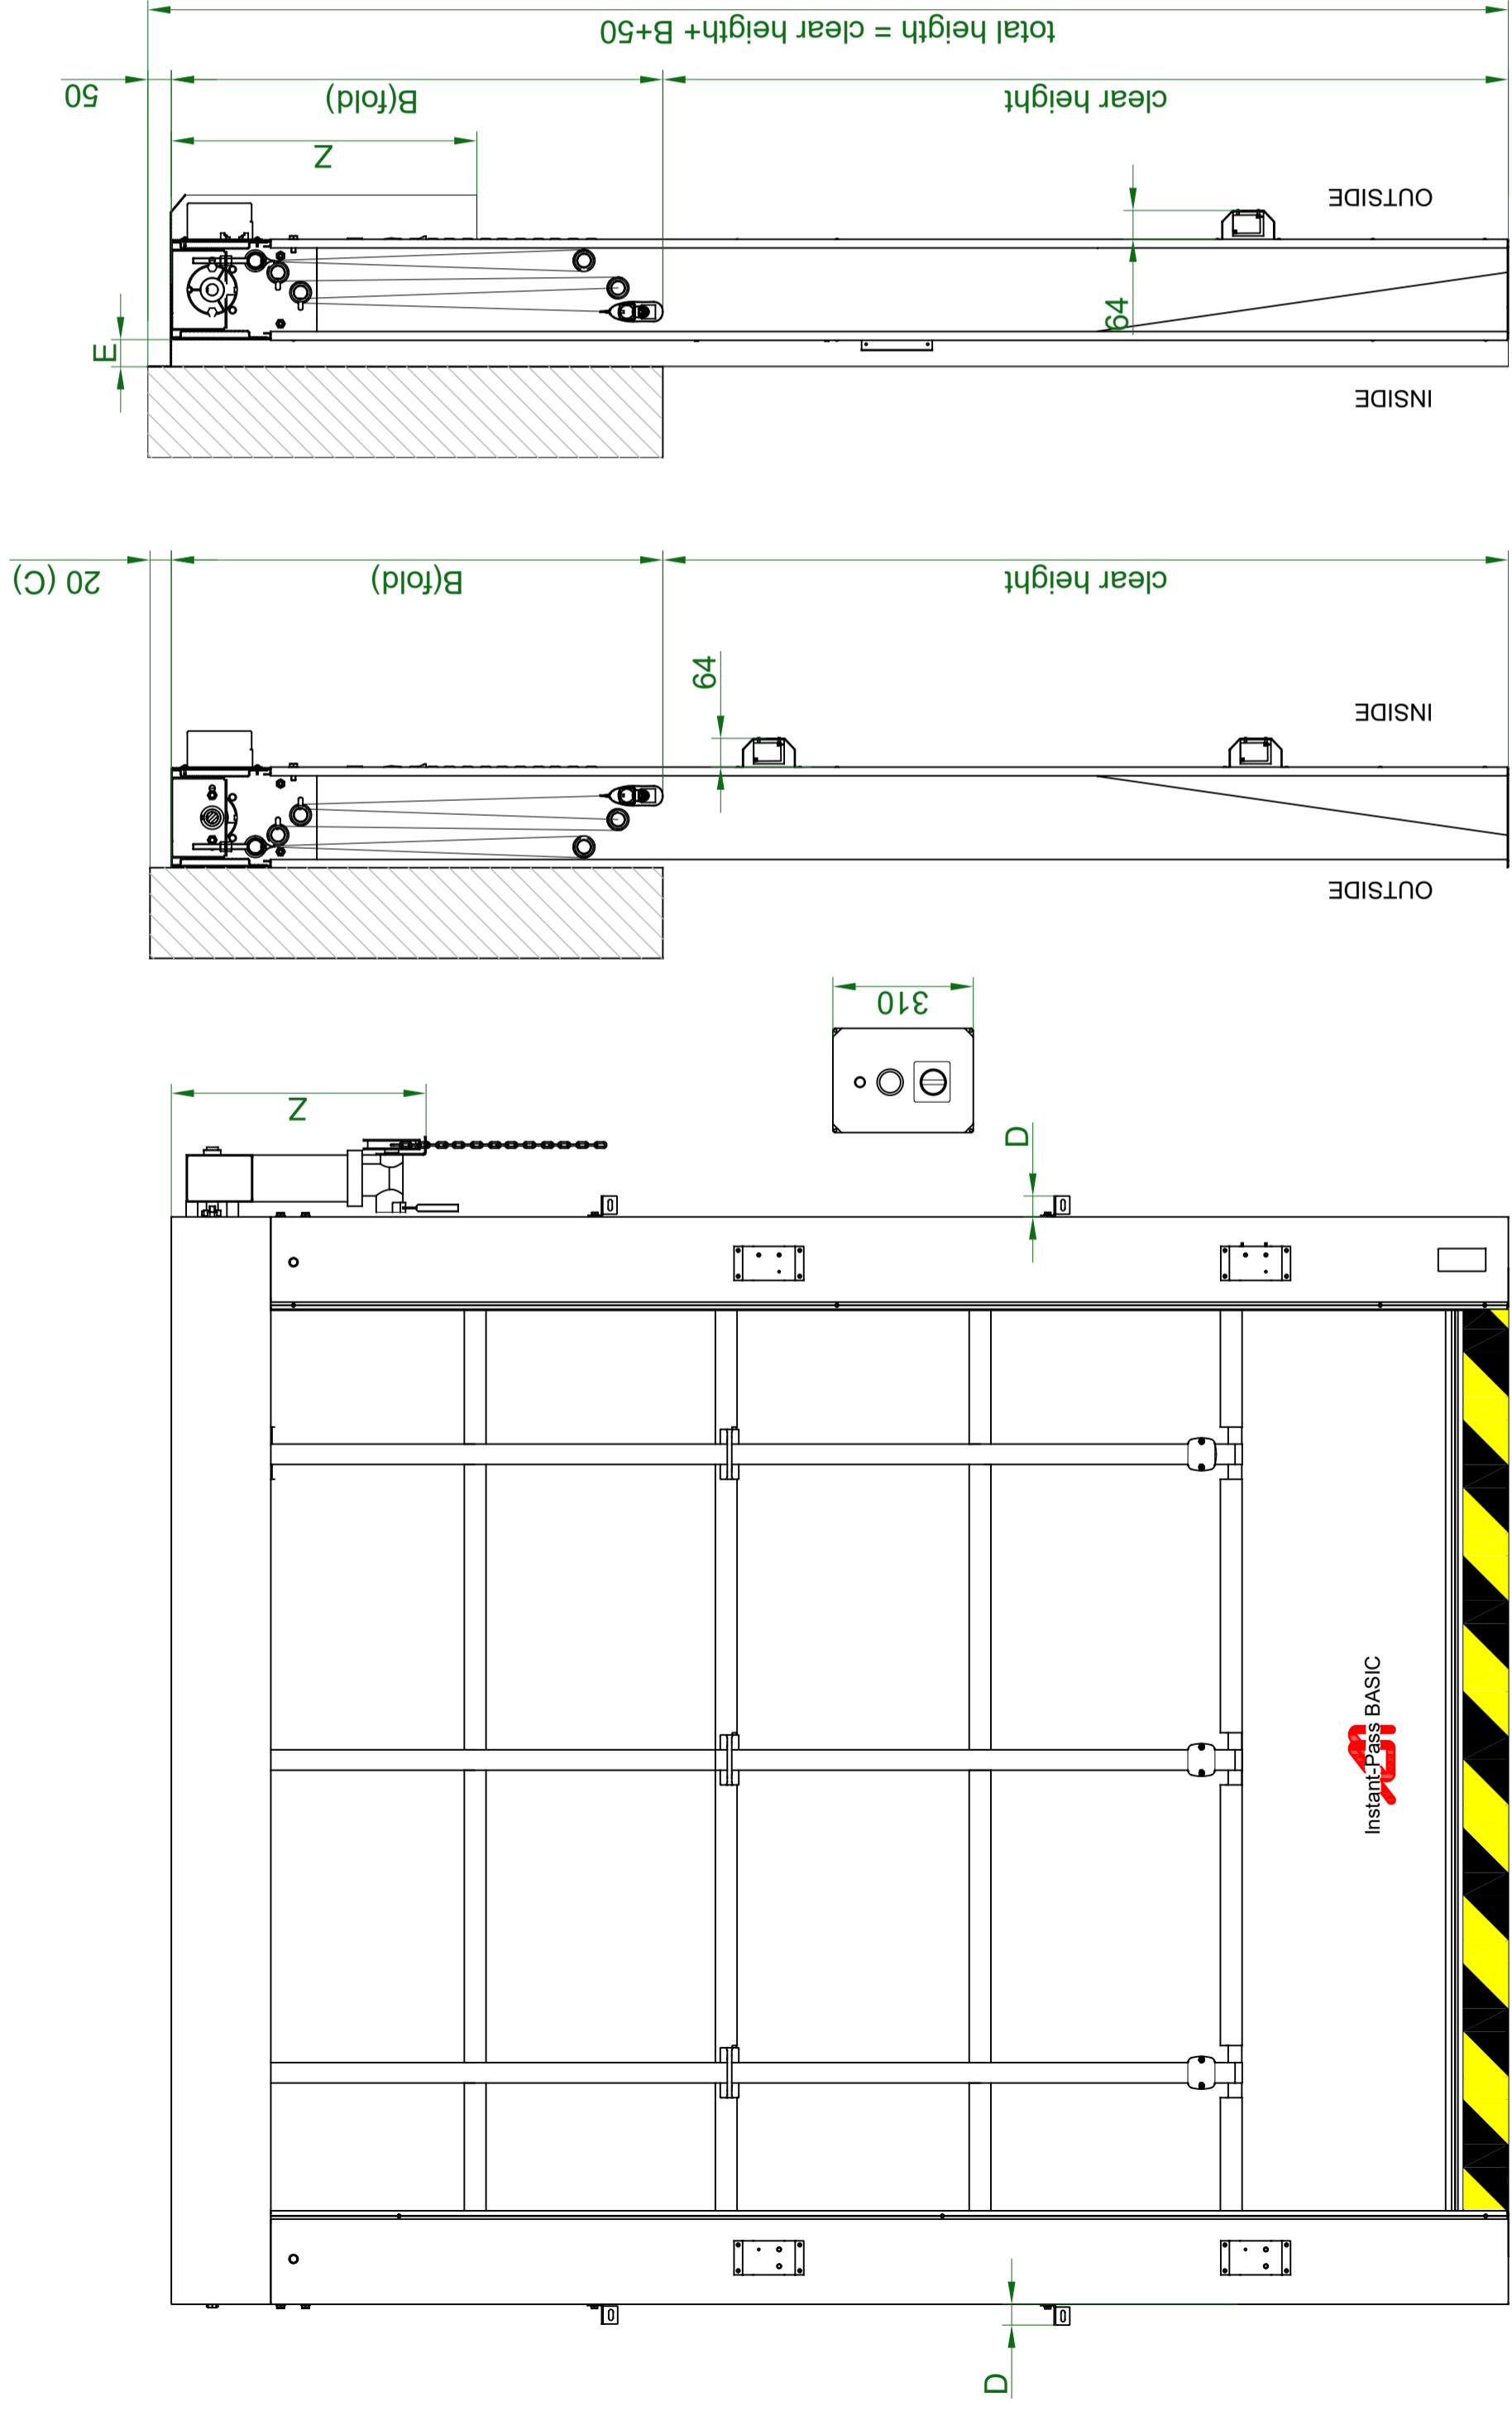 total heigth = clear heigth+ B+50
50
B(fold)
clear height
Z
OUTSIDE
64
E
INSIDE
20 (C)
B(fold)
clear height
64
INSIDE
OUTSIDE
310
Z
D
Instant-Pass BASIC
D